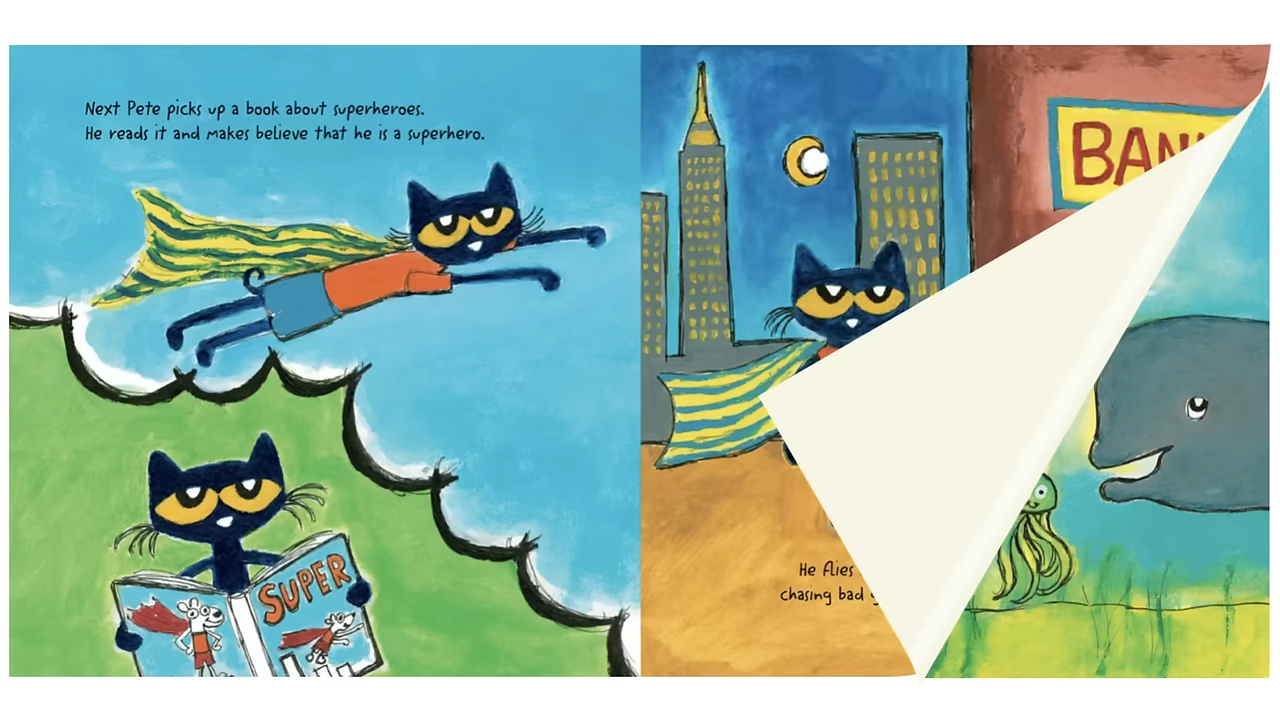 Next Pete picks up a book about superheroes.
He reads it and makes believe that he is a superhero.
SUPER
He flies
chasing bad